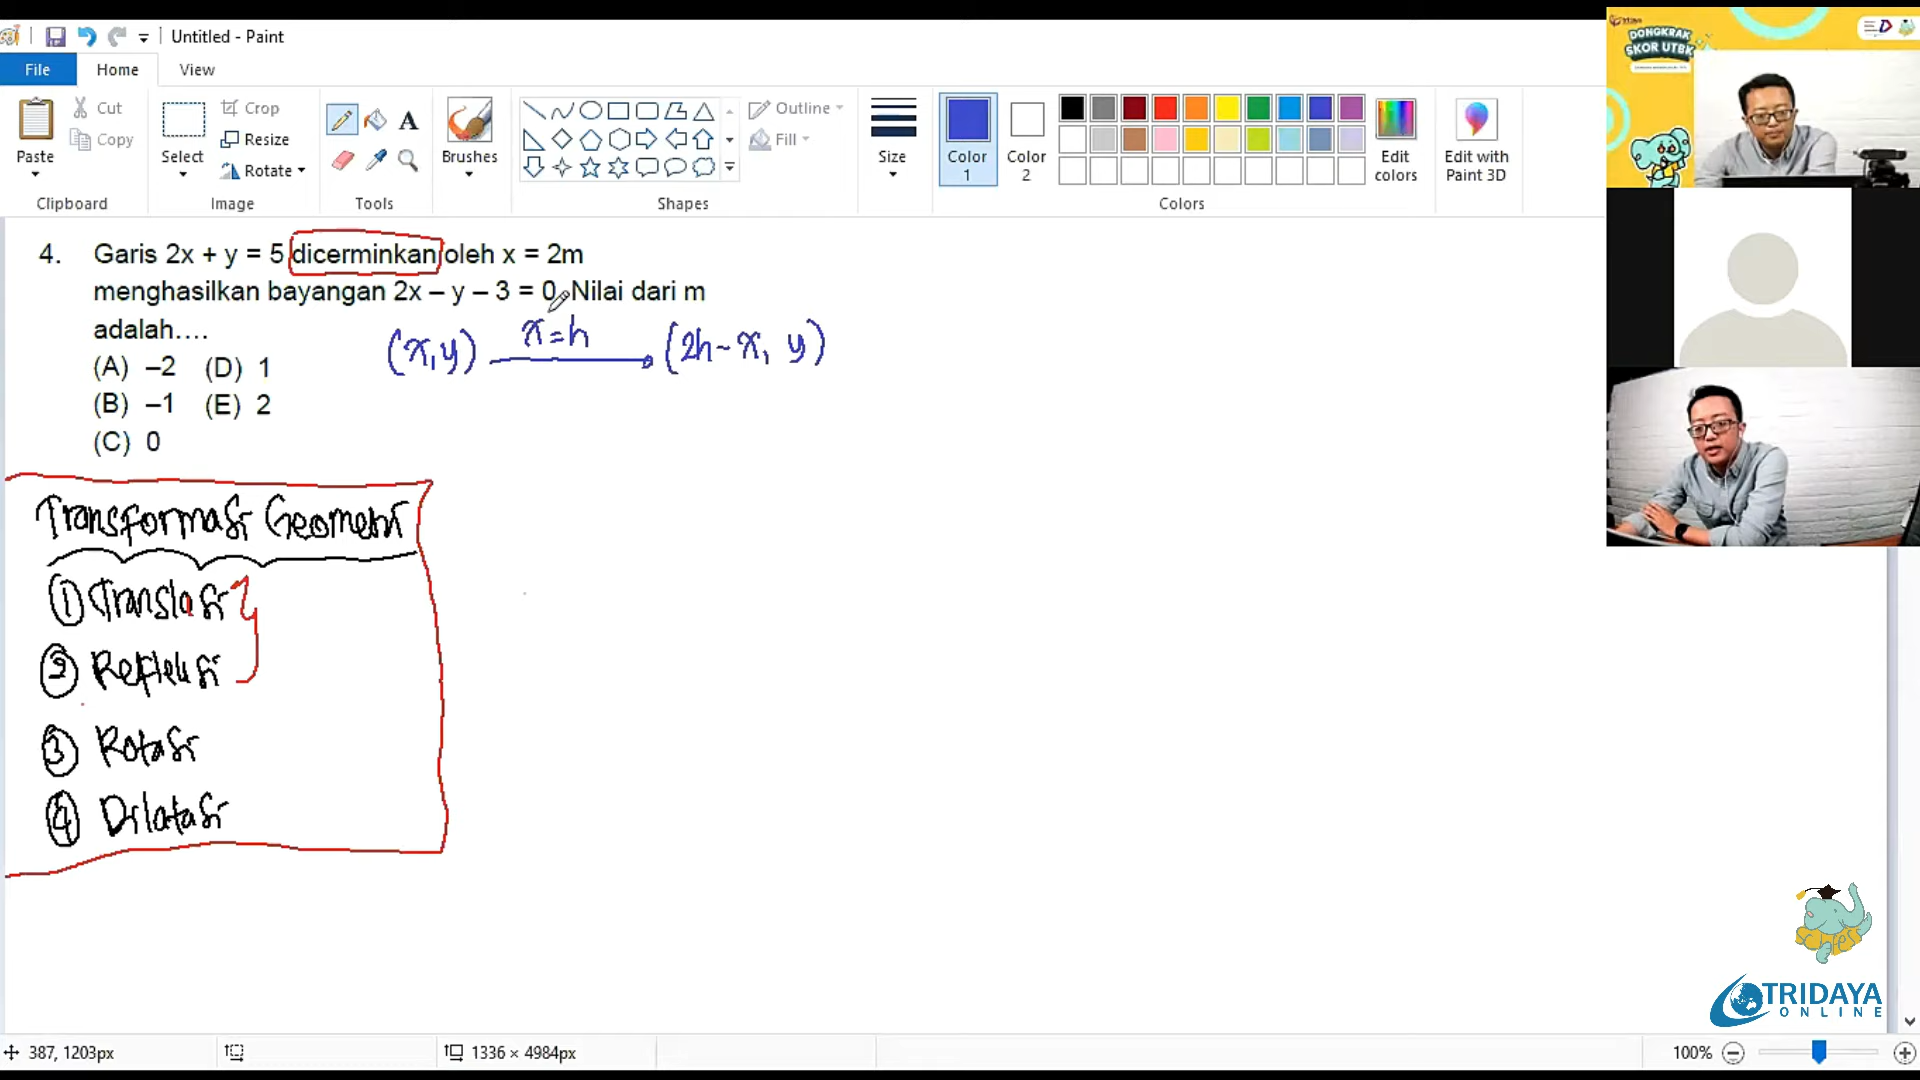 Untitled - Paint
File Home View
Cut
Copy
Paste
Clipboard
Select
Crop
Resize
Rotate
Image
A
Tools
Brushes
Outline
Fill
Shapes
Size
Color 1
Color 2
Edit colors
Edit with Paint 3D
Colors
4. Garis 2x + y = 5 dicerminkan oleh x = 2m
menghasilkan bayangan 2x – y – 3 = 0. Nilai dari m
adalah....
(A) –2 (D) 1
(B) –1 (E) 2
(C) 0
(x,y) x=h (2h-x, y)
Transformasi Geometri
① Translasi
② Refleksi
③ Rotasi
④ Dilatasi
DONGKRAK
SKOR UTBK
TRIDAYA
ONLINE
387, 1203px
1336 × 4984px
100%